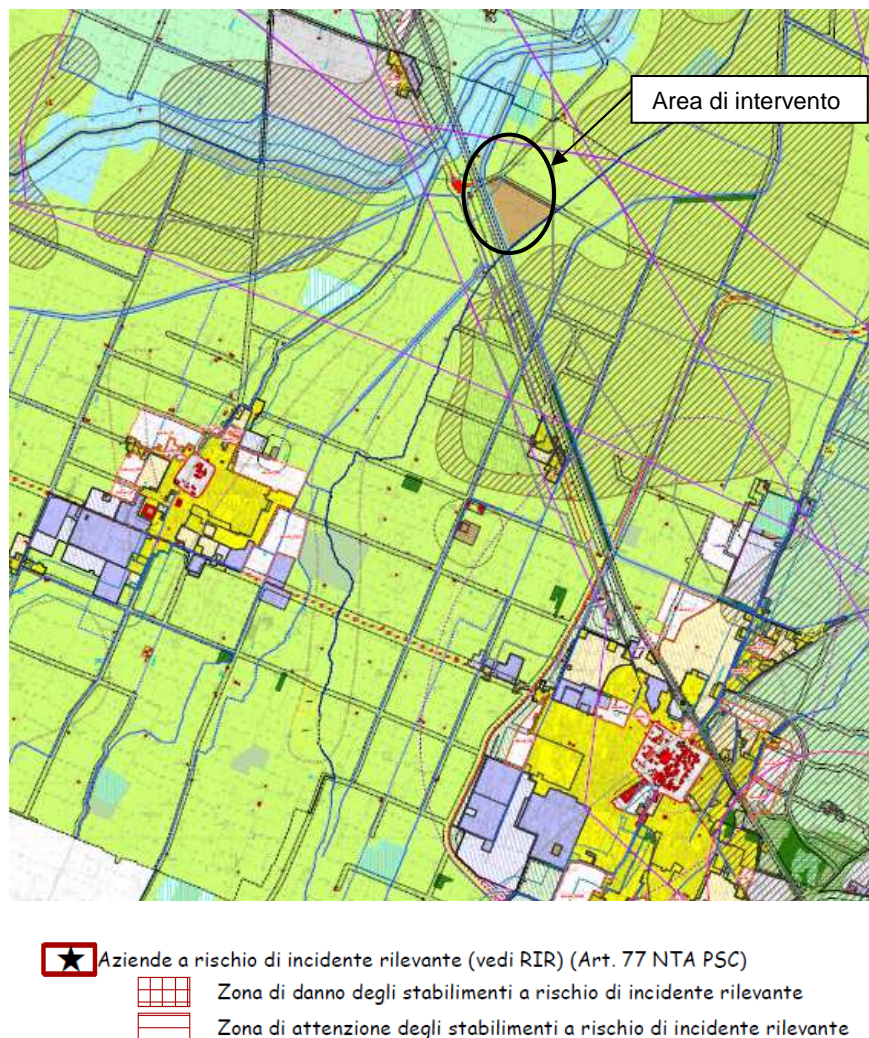 Area di intervento
Aziende a rischio di incidente rilevante (vedi RIR) (Art. 77 NTA PSC)
Zona di danno degli stabilimenti a rischio di incidente rilevante
Zona di attenzione degli stabilimenti a rischio di incidente rilevante